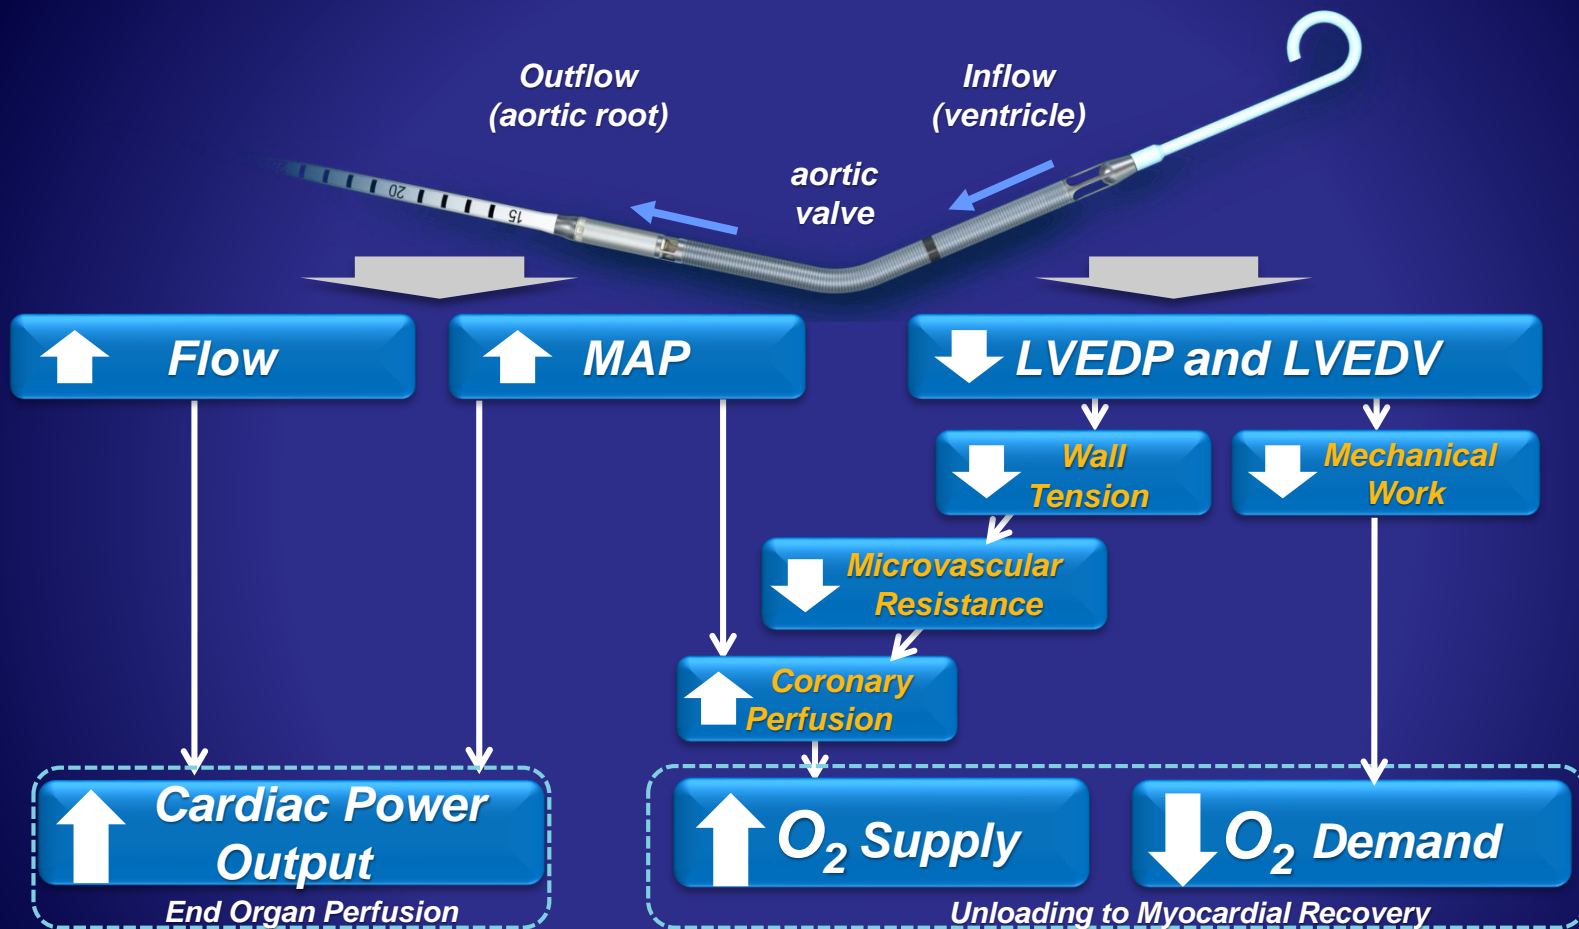 Outflow
(aortic root)
Inflow
(ventricle)
aortic
valve
20
15
Flow
MAP
LVEDP and LVEDV
Wall
Tension
Mechanical
Work
Microvascular
Resistance
Coronary
Perfusion
Cardiac Power
Output
O2 Supply
O2 Demand
End Organ Perfusion
Unloading to Myocardial Recovery